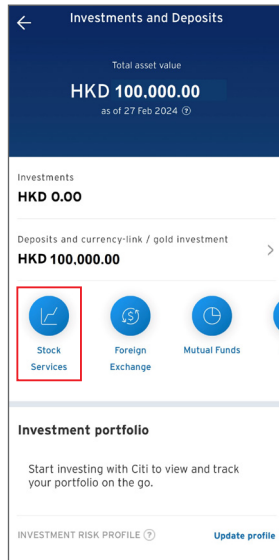 Investments and Deposits
Total asset value
HKD 100,000.00
as of 27 Feb 2024 ?
Investments
HKD 0.00
Deposits and currency-link / gold investment
HKD 100,000.00
Stock Services
Foreign Exchange
Mutual Funds
Investment portfolio
Start investing with Citi to view and track
your portfolio on the go.
INVESTMENT RISK PROFILE ?
Update profile